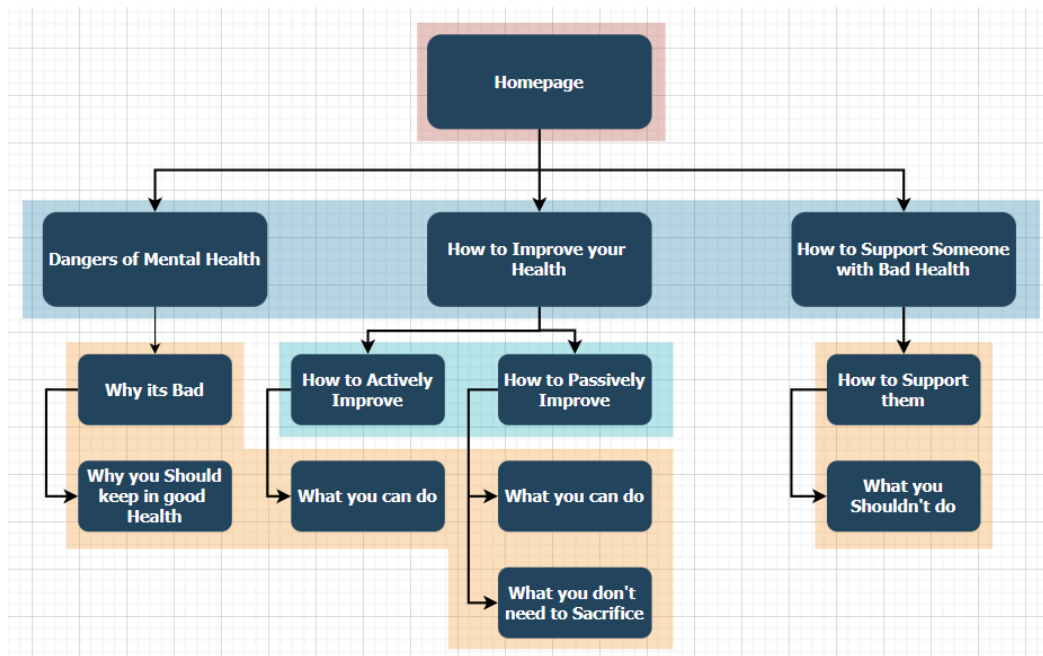 Homepage
Dangers of Mental Health
How to Improve your
Health
How to Support Someone
with Bad Health
Why its Bad
How to Actively
Improve
How to Passively
Improve
How to Support
them
Why you Should
keep in good
Health
What you can do
What you can do
What you
Shouldn't do
What you don't
need to Sacrifice